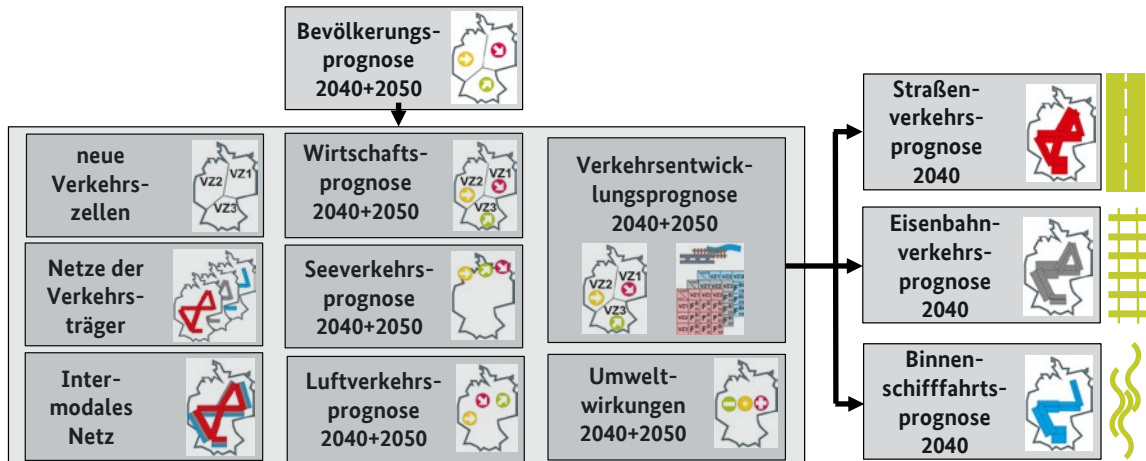 Bevölkerungs-
prognose
2040+2050
neue
Verkehrs-
zellen
VZ2 VZ1
VZ3
Netze der
Verkehrs-
träger
Inter-
modales
Netz
Wirtschafts-
prognose
2040+2050
VZ1
VZ2
VZ3
Seeverkehrs-
prognose
2040+2050
Luftverkehrs-
prognose
2040+2050
Verkehrsentwick-
lungsprognose
2040+2050
VZ1
VZ2
VZ3
Umwelt-
wirkungen
2040+2050
Straßen-
verkehrs-
prognose
2040
Eisenbahn-
verkehrs-
prognose
2040
Binnen-
schifffahrts-
prognose
2040